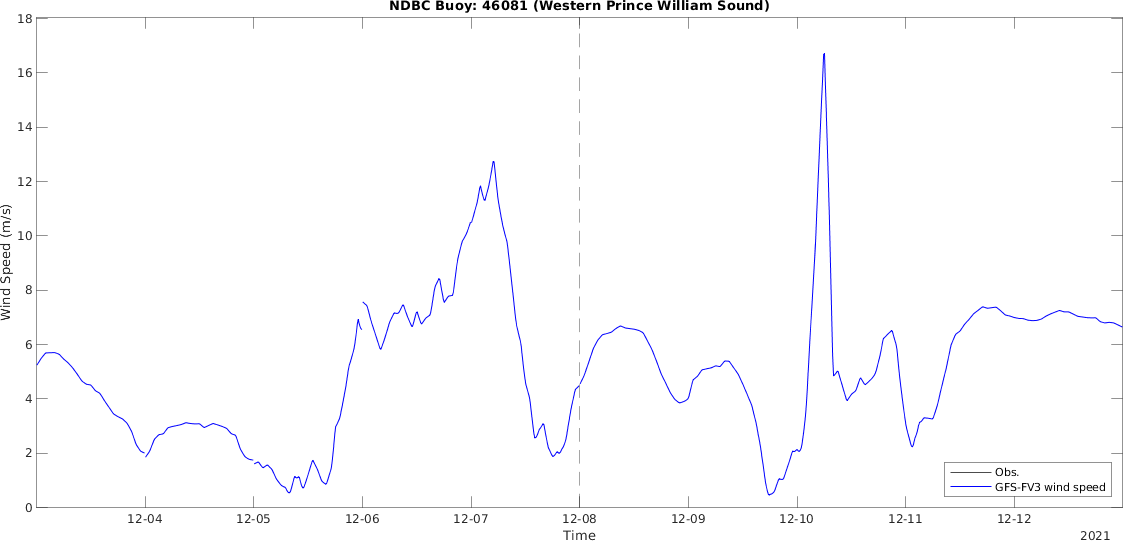 NDBC Buoy: 46081 (Western Prince William Sound)
18
16
14
12
10
8
6
4
2
0
Wind Speed (m/s)
12-04 12-05 12-06 12-07 12-08 12-09 12-10 12-11 12-12
Time
2021
Obs.
GFS-FV3 wind speed